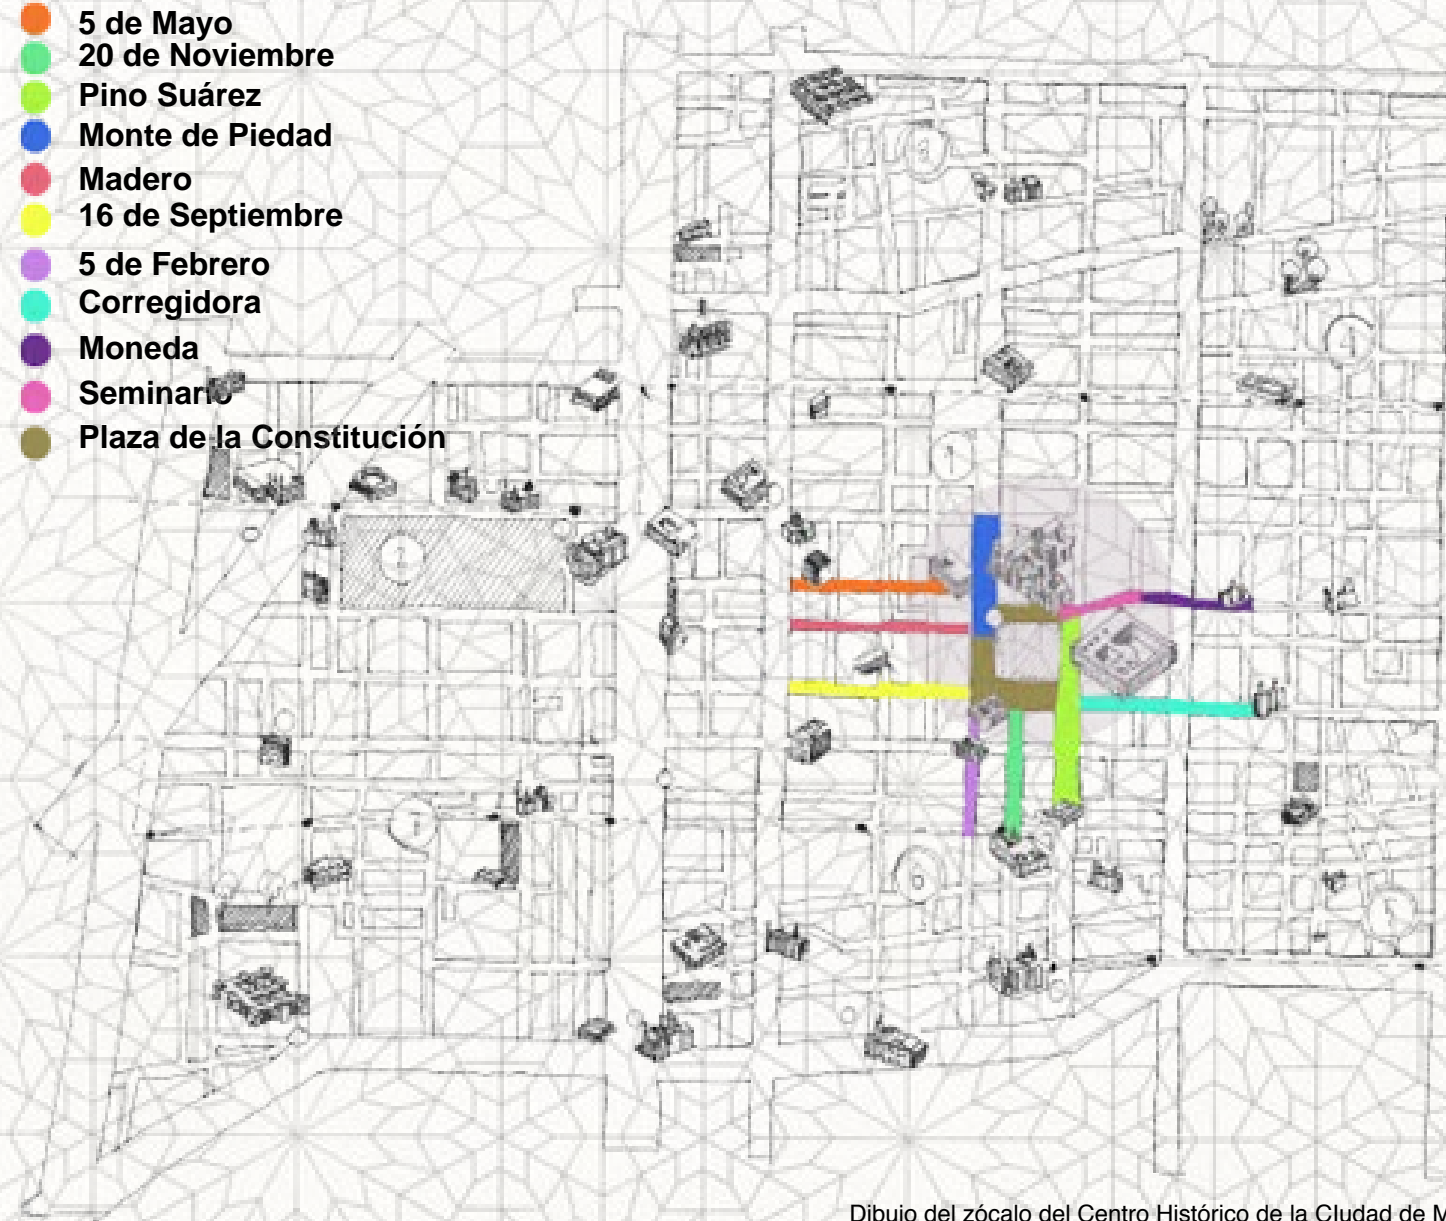 5 de Mayo
20 de Noviembre
Pino Suárez
Monte de Piedad
Madero
16 de Septiembre
5 de Febrero
Corregidora
Moneda
Seminario
Plaza de la Constitución
Dibujo del zócalo del Centro Histórico de la CIudad de M